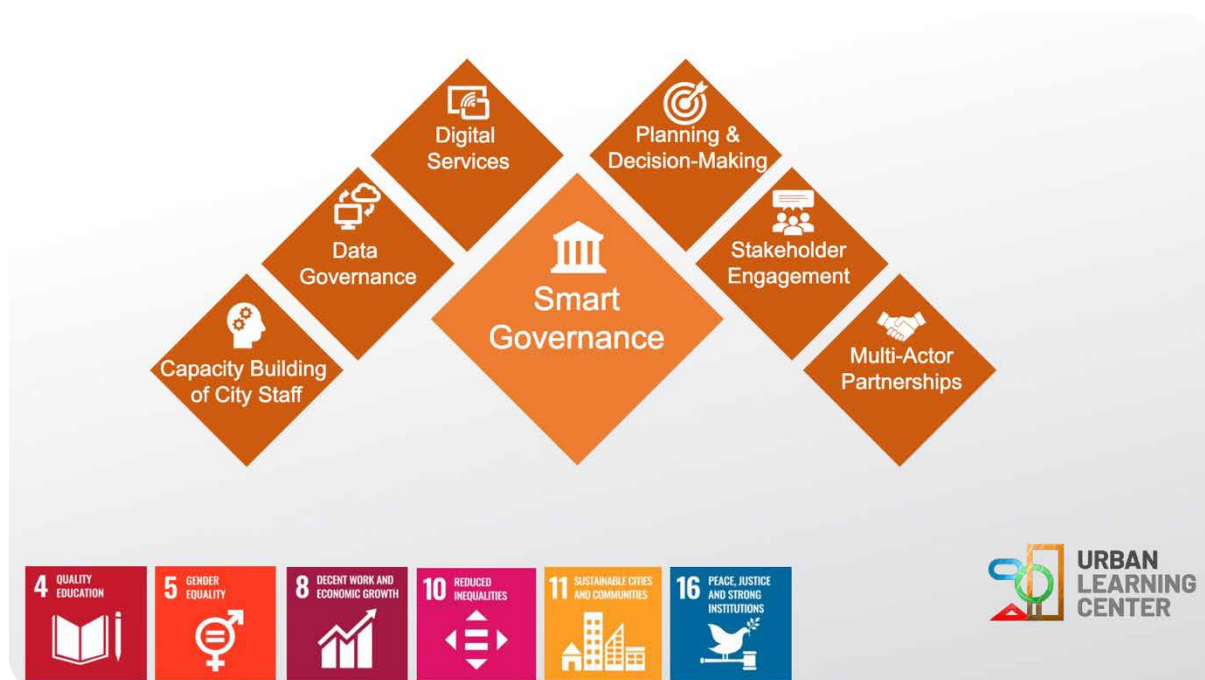 Digital
Services
Planning &
Decision-Making
Data
Governance
Stakeholder
Engagement
Smart
Governance
Capacity Building
of City Staff
Multi-Actor
Partnerships
4 QUALITY
EDUCATION
5 GENDER
EQUALITY
8 DECENT WORK AND
ECONOMIC GROWTH
10 REDUCED
INEQUALITIES
11 SUSTAINABLE CITIES
AND COMMUNITIES
16 PEACE, JUSTICE
AND STRONG
INSTITUTIONS
URBAN
LEARNING
CENTER